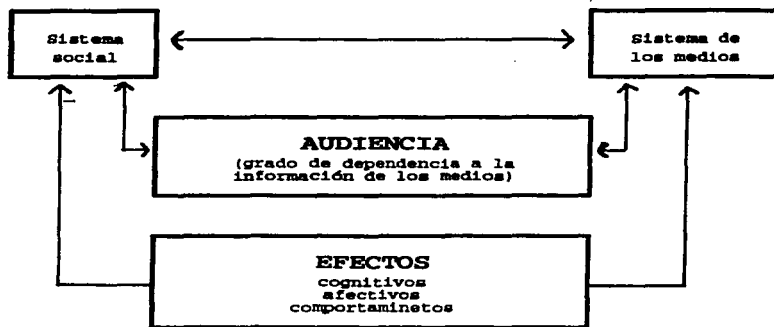 Sistema
social
Sistema de
los medios
AUDIENCIA
(grado de dependencia a la
información de los medios)
EFECTOS
cognitivos
afectivos
comportaminetos